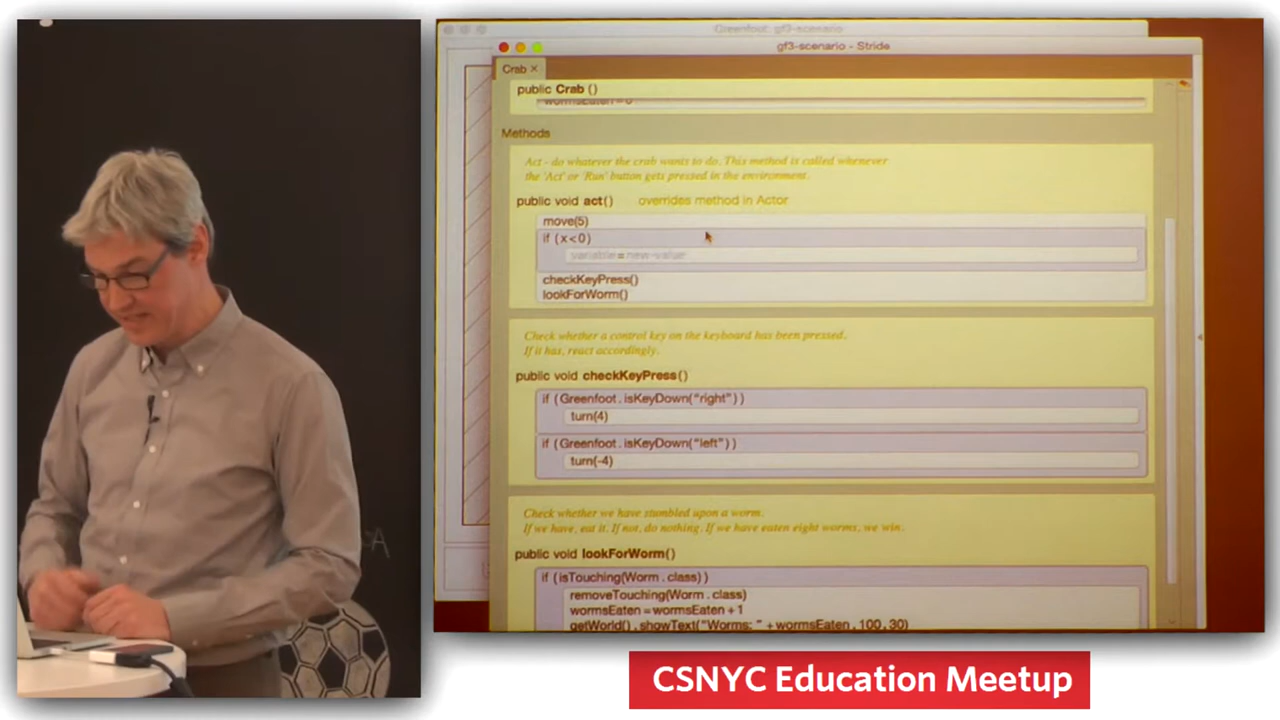 Greenfoot: gf3-scenario
gf3-scenario - Stride
Crab ×
public Crab ()
wormsEaten = 0
Methods
Act - do whatever the crab wants to do. This method is called whenever
the 'Act' or 'Run' button gets pressed in the environment.
public void act() overrides method in Actor
move(5)
if (x<0)
variable=new-value
checkKeyPress()
lookForWorm()
Check whether a control key on the keyboard has been pressed.
If it has, react accordingly.
public void checkKeyPress()
if (Greenfoot.isKeyDown("right"))
turn(4)
if (Greenfoot.isKeyDown("left"))
turn(-4)
Check whether we have stumbled upon a worm.
If we have, eat it. If not, do nothing. If we have eaten eight worms, we win.
public void lookForWorm()
if (isTouching(Worm.class))
removeTouching(Worm.class)
wormsEaten=wormsEaten+1
getWorld().showText("Worms: "+wormsEaten, 100, 30)
CSNYC Education Meetup